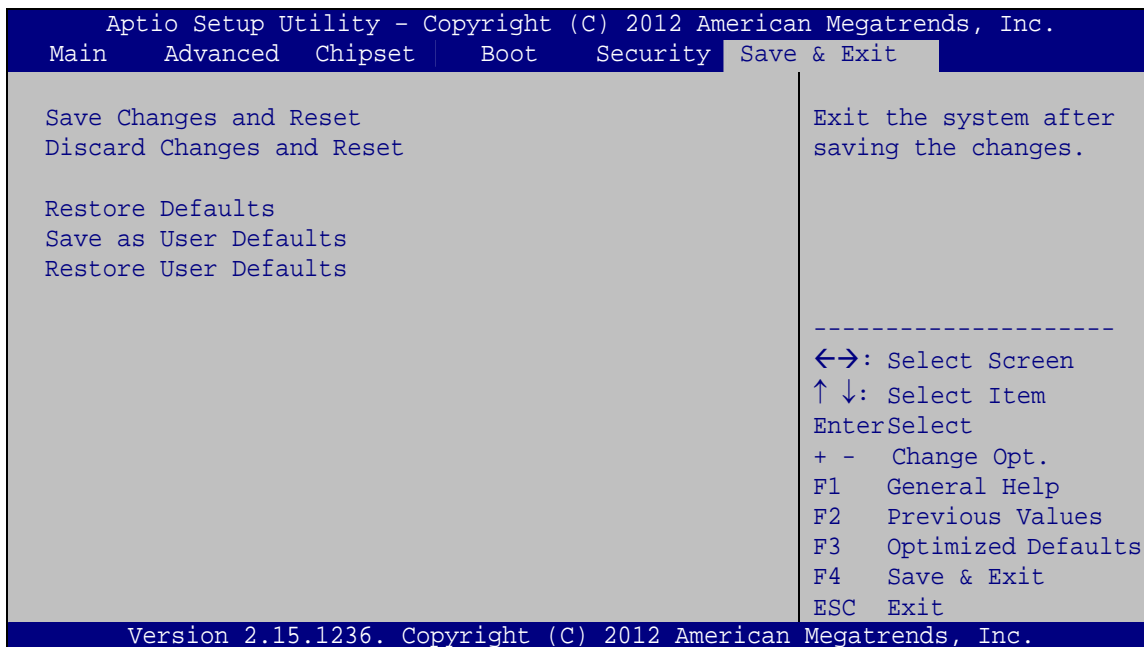 Aptio Setup Utility – Copyright (C) 2012 American Megatrends, Inc.
Main Advanced Chipset Boot Security Save & Exit
Save Changes and Reset
Discard Changes and Reset
Restore Defaults
Save as User Defaults
Restore User Defaults
Exit the system after
saving the changes.
---------------------
←→: Select Screen
↑ ↓: Select Item
EnterSelect
+ - Change Opt.
F1 General Help
F2 Previous Values
F3 Optimized Defaults
F4 Save & Exit
ESC Exit
Version 2.15.1236. Copyright (C) 2012 American Megatrends, Inc.